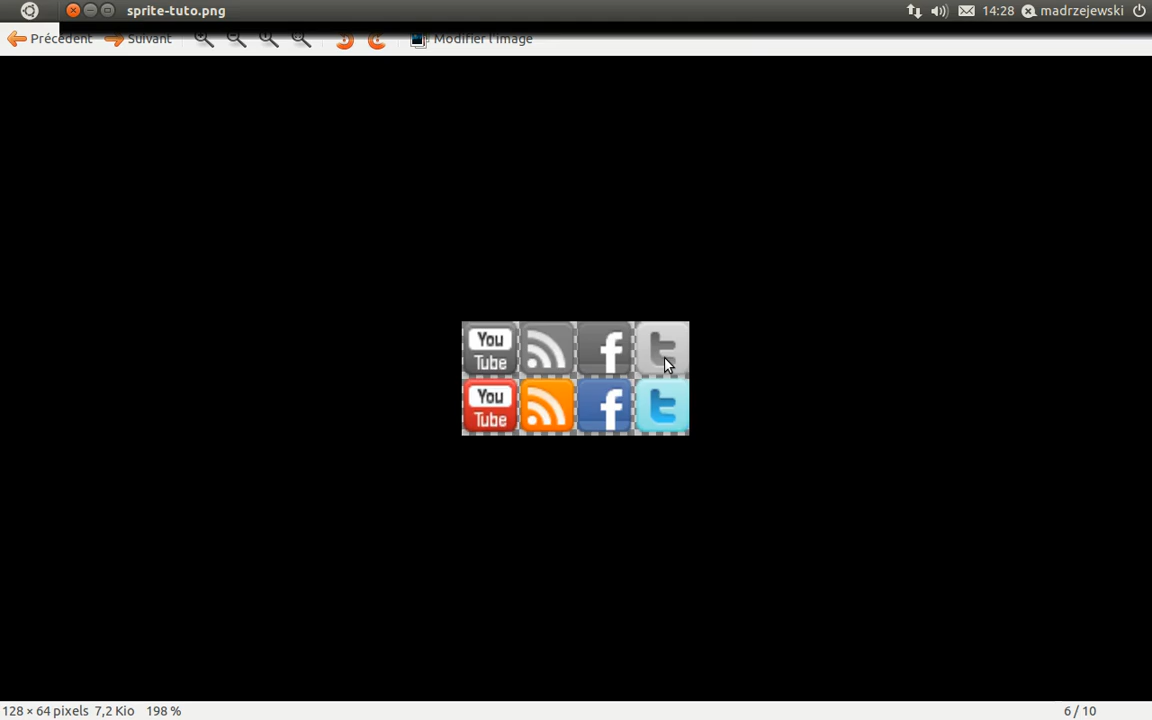 sprite-tuto.png
14:28 madrzejewski
Précédent Suivant Modifier l'image
You You
Tube Tube
f t
f t
128 × 64 pixels 7,2 Kio 198 % 6 / 10